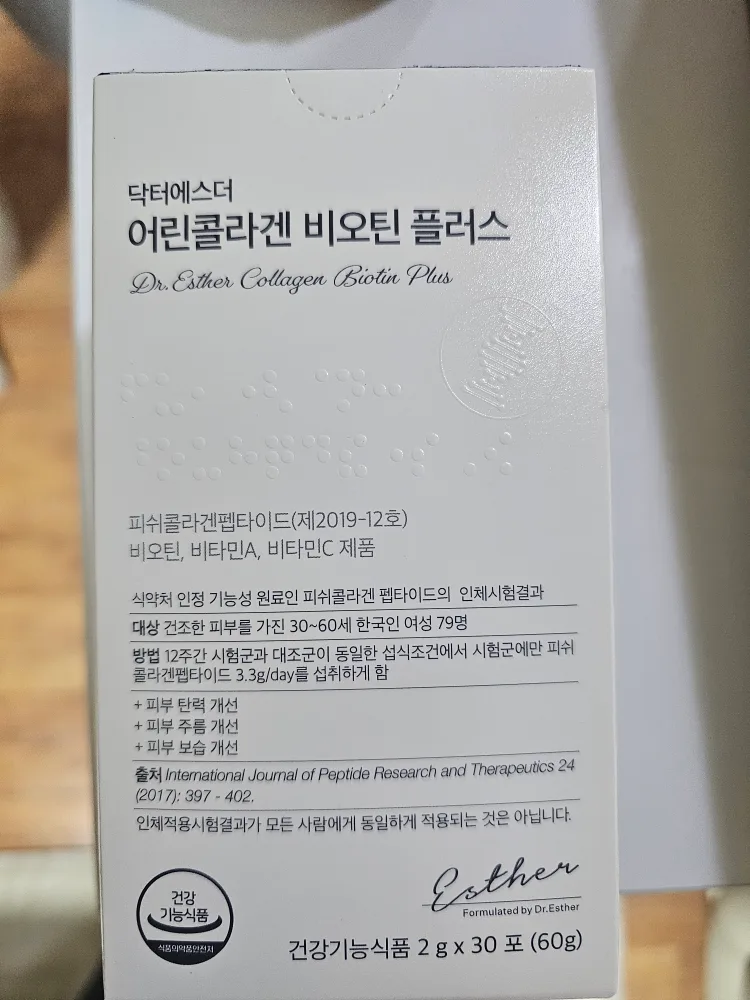 닥터에스더
어린콜라겐 비오틴 플러스
Dr. Esther Collagen Biotin Plus
피쉬콜라겐펩타이드(제2019-12호)
비오틴, 비타민A, 비타민C 제품
식약처 인정 기능성 원료인 피쉬콜라겐 펩타이드의 인체시험결과
대상 건조한 피부를 가진 30~60세 한국인 여성 79명
방법 12주간 시험군과 대조군이 동일한 섭식조건에서 시험군에만 피쉬
콜라겐펩타이드 3.3g/day를 섭취하게 함
+ 피부 탄력 개선
+ 피부 주름 개선
+ 피부 보습 개선
출처 International Journal of Peptide Research and Therapeutics 24
(2017): 397 - 402.
인체적용시험결과가 모든 사람에게 동일하게 적용되는 것은 아닙니다.
건강
기능식품
식품의약품안전처
Esther
Formulated by Dr.Esther
건강기능식품 2 g x 30 포 (60g)